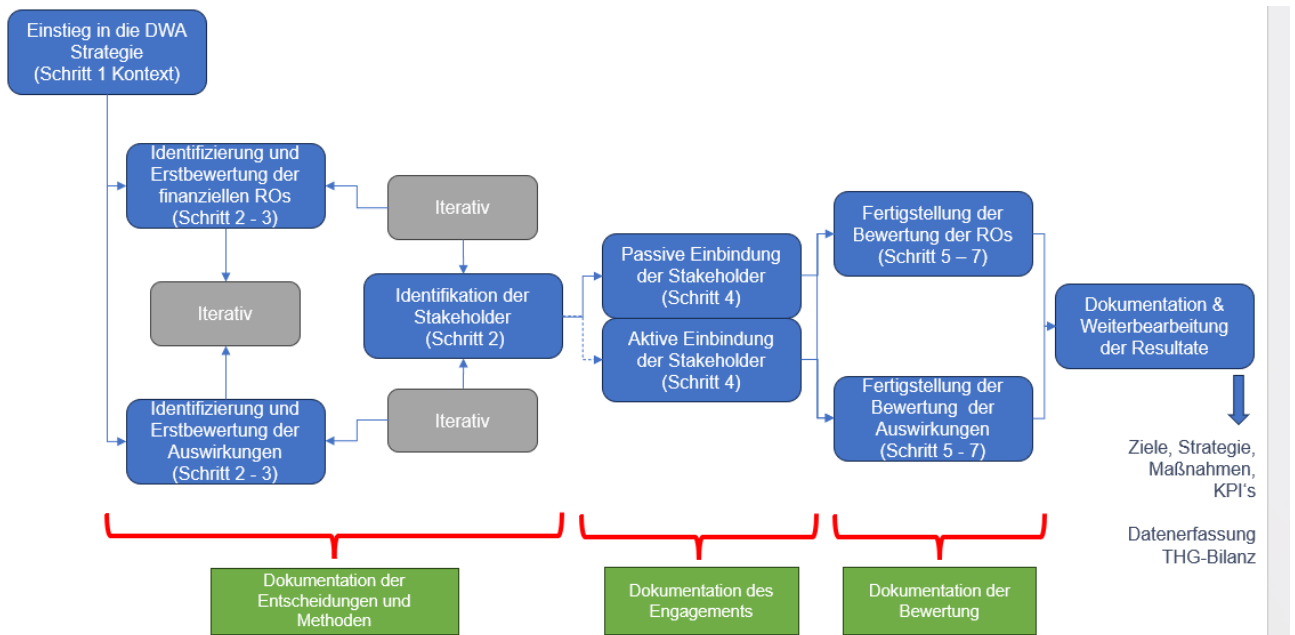 Einstieg in die DWA
Strategie
(Schritt 1 Kontext)
Identifizierung und
Erstbewertung der
finanziellen ROs
(Schritt 2 - 3)
Iterativ
Iterativ
Identifikation der
Stakeholder
(Schritt 2)
Iterativ
Identifizierung und
Erstbewertung der
Auswirkungen
(Schritt 2 - 3)
Passive Einbindung
der Stakeholder
(Schritt 4)
Aktive Einbindung
der Stakeholder
(Schritt 4)
Fertigstellung der
Bewertung der ROs
(Schritt 5 – 7)
Fertigstellung der
Bewertung der
Auswirkungen
(Schritt 5 - 7)
Dokumentation &
Weiterbearbeitung
der Resultate
Ziele, Strategie,
Maßnahmen,
KPI's
Datenerfassung
THG-Bilanz
Dokumentation der
Entscheidungen und
Methoden
Dokumentation des
Engagements
Dokumentation der
Bewertung